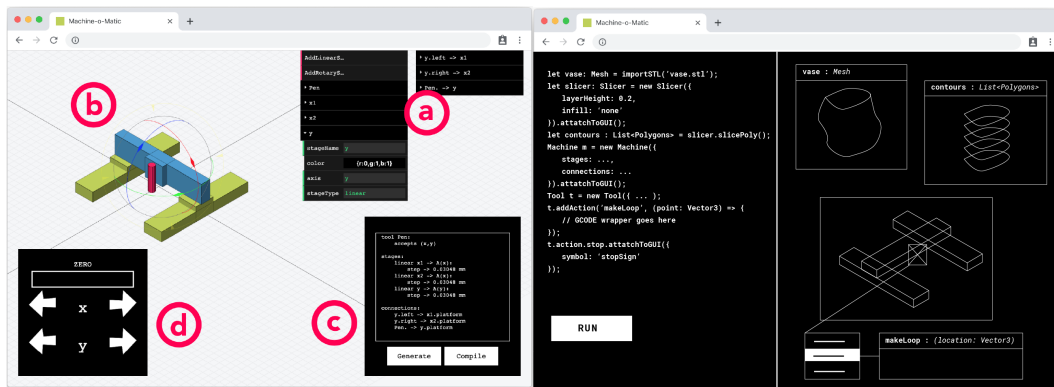 Machine-o-Matic
AddLinearS…
AddRotaryS…
Pen
x1
x2
y
stageName y
color {r:0,g:1,b:1}
axis y
stageType linear
y.left -> x1
y.right -> x2
Pen. -> y
a
b
ZERO
x
y
d
c
tool Pen:
accepts (x,y)
stages:
linear x1 -> A(x):
step -> 0.03048 mm
linear x2 -> A(x):
step -> 0.03048 mm
linear y -> A(y):
step -> 0.03048 mm
connections:
y.left -> x1.platform
y.right -> x2.platform
Pen. -> y.platform
Generate Compile
Machine-o-Matic
let vase: Mesh = importSTL('vase.stl');
let slicer: Slicer = new Slicer({
layerHeight: 0.2,
infill: 'none'
}).attatchToGUI();
let contours : List<Polygons> = slicer.slicePoly();
Machine m = new Machine({
stages: ...,
connections: ...
}).attachToGUI();
Tool t = new Tool({ ... );
t.addAction('makeLoop', (point: Vector3) => {
// GCODE wrapper goes here
});
t.action.stop.attatchToGUI({
symbol: 'stopSign'
});
RUN
vase : Mesh
contours : List<Polygons>
makeLoop : (location: Vector3)